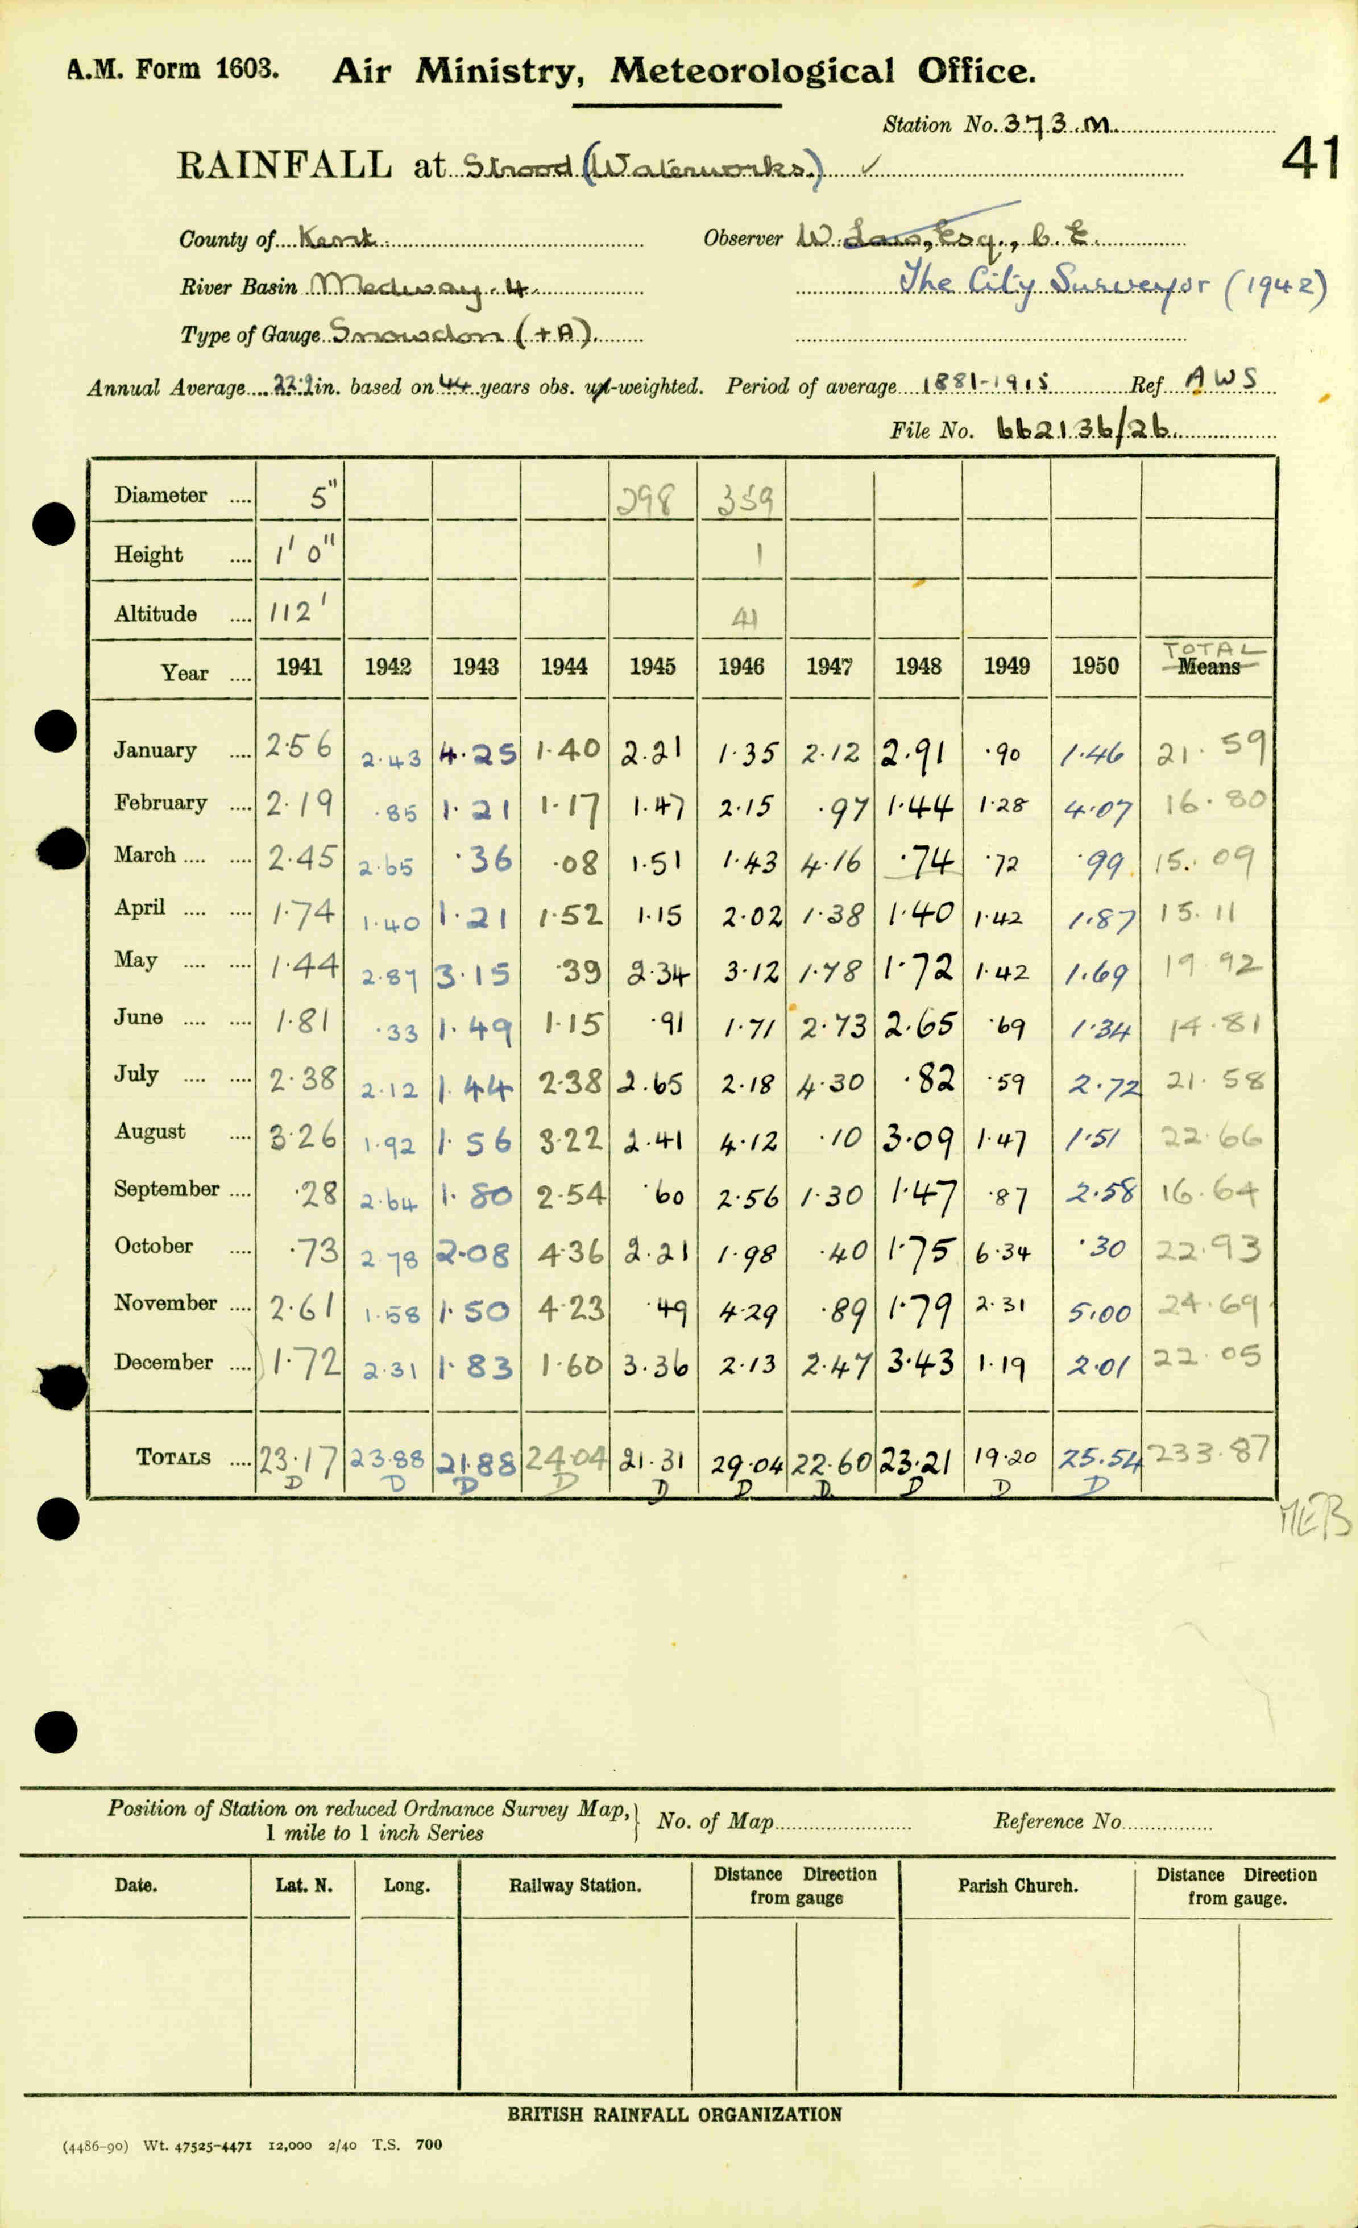 A.M. Form 1603. Air Ministry, Meteorological Office.
Station No. 373.M.
41
RAINFALL at Strood (Waterworks.) ✓
County of Kent. Observer W. Law, Esq., C.E.
River Basin Medway. 4. The City Surveyor (1942)
Type of Gauge Snowdon (+A).
Annual Average 22.9 in. based on 44 years obs. -weighted. Period of average 1881-1915 Ref. AWS
File No. 662136/26.
Diameter .... 5" 298 359
Height .... 1' 0" 1
Altitude .... 112' 41
TOTAL
Year .... 1941 1942 1943 1944 1945 1946 1947 1948 1949 1950 Means
January .... 2.56 2.43 4.25 1.40 2.21 1.35 2.12 2.91 .90 1.46 21.59
February .... 2.19 .85 1.21 1.17 1.47 2.15 .97 1.44 1.28 4.07 16.80
March .... .... 2.45 2.65 .36 .08 1.51 1.43 4.16 .74 .72 .99 15.09
April .... .... 1.74 1.40 1.21 1.52 1.15 2.02 1.38 1.40 1.42 1.87 15.11
May .... .... 1.44 2.87 3.15 .39 2.34 3.12 1.78 1.72 1.42 1.69 19.92
June .... .... 1.81 .33 1.49 1.15 .91 1.71 2.73 2.65 .69 1.34 14.81
July .... .... 2.38 2.12 1.44 2.38 2.65 2.18 4.30 .82 .59 2.72 21.58
August .... 3.26 1.92 1.56 3.22 2.41 4.12 .10 3.09 1.47 1.51 22.66
September .... .28 2.64 1.80 2.54 .60 2.56 1.30 1.47 .87 2.58 16.64
October .... .73 2.78 2.08 4.36 2.21 1.98 .40 1.75 6.34 .30 22.93
November .... 2.61 1.58 1.50 4.23 .49 4.29 .89 1.79 2.31 5.00 24.69
December .... 1.72 2.31 1.83 1.60 3.36 2.13 2.47 3.43 1.19 2.01 22.05
TOTALS .... 23.17 23.88 21.88 24.04 21.31 29.04 22.60 23.21 19.20 25.54 233.87
D D D D D D D D D D
MEB
Position of Station on reduced Ordnance Survey Map, 1 mile to 1 inch Series } No. of Map Reference No.
Date. Lat. N. Long. Railway Station. Distance Direction from gauge Parish Church. Distance Direction from gauge.
BRITISH RAINFALL ORGANIZATION
(4486-90) Wt. 47525-4471 12,000 2/40 T.S. 700